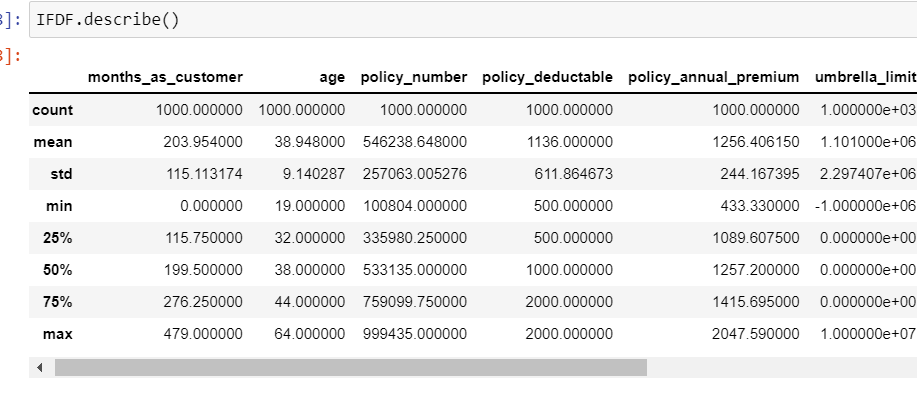 ]: IFDF.describe()
]:
months_as_customer age policy_number policy_deductable policy_annual_premium umbrella_limit
count 1000.000000 1000.000000 1000.000000 1000.000000 1000.000000 1.000000e+03
mean 203.954000 38.948000 546238.648000 1136.000000 1256.406150 1.101000e+06
std 115.113174 9.140287 257063.005276 611.864673 244.167395 2.297407e+06
min 0.000000 19.000000 100804.000000 500.000000 433.330000 -1.000000e+06
25% 115.750000 32.000000 335980.250000 500.000000 1089.607500 0.000000e+00
50% 199.500000 38.000000 533135.000000 1000.000000 1257.200000 0.000000e+00
75% 276.250000 44.000000 759099.750000 2000.000000 1415.695000 0.000000e+00
max 479.000000 64.000000 999435.000000 2000.000000 2047.590000 1.000000e+07